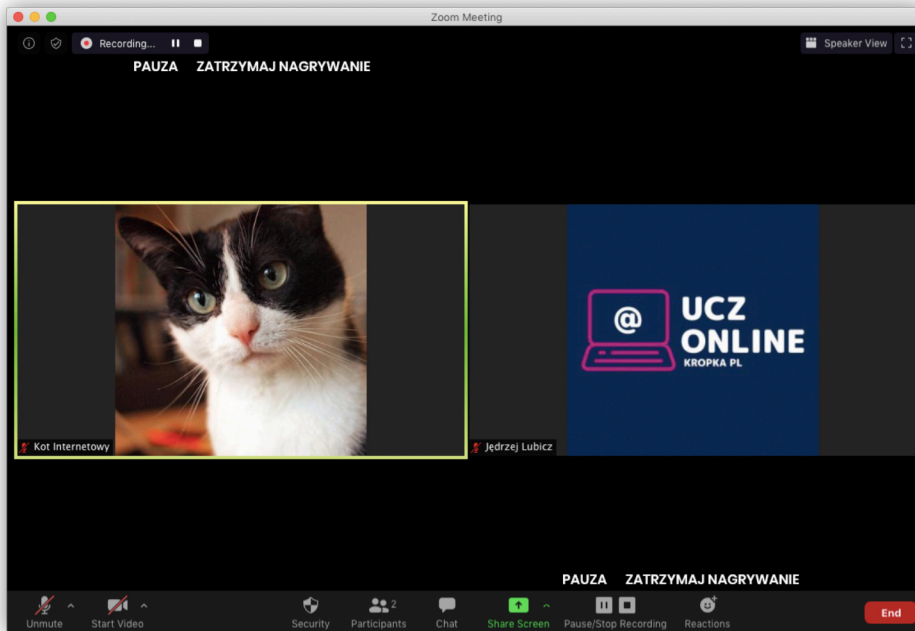 Zoom Meeting
Recording...
Speaker View
PAUZA ZATRZYMAJ NAGRYWANIE
@ UCZ
ONLINE
KROPKA PL
Kot Internetowy
Jędrzej Lubicz
PAUZA ZATRZYMAJ NAGRYWANIE
2
Unmute Start Video Security Participants Chat Share Screen Pause/Stop Recording Reactions End